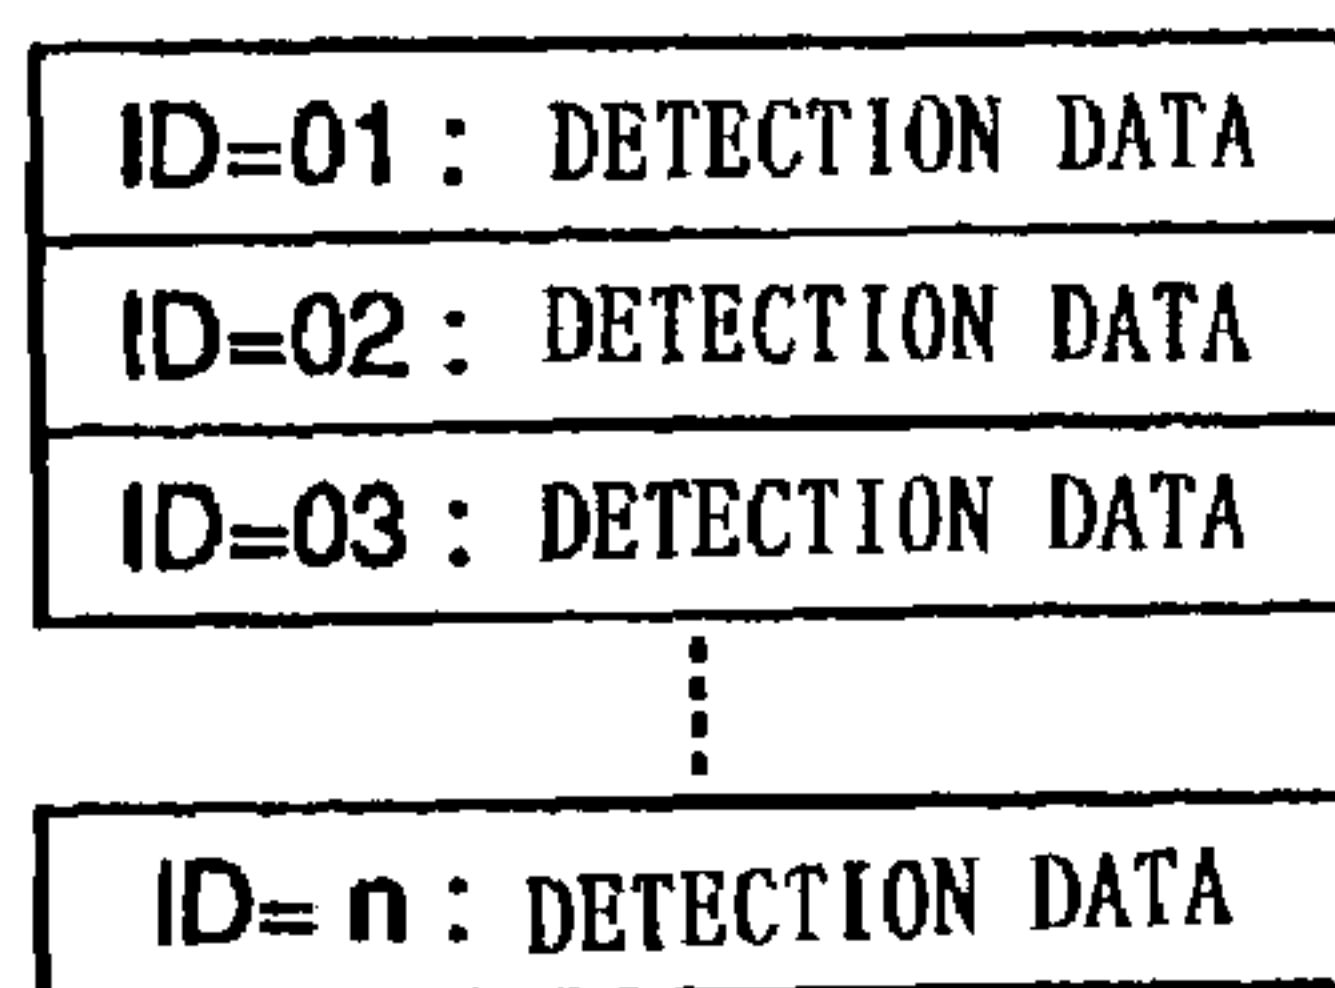 ID=01 : DETECTION DATA
ID=02 : DETECTION DATA
ID=03 : DETECTION DATA
ID= n : DETECTION DATA